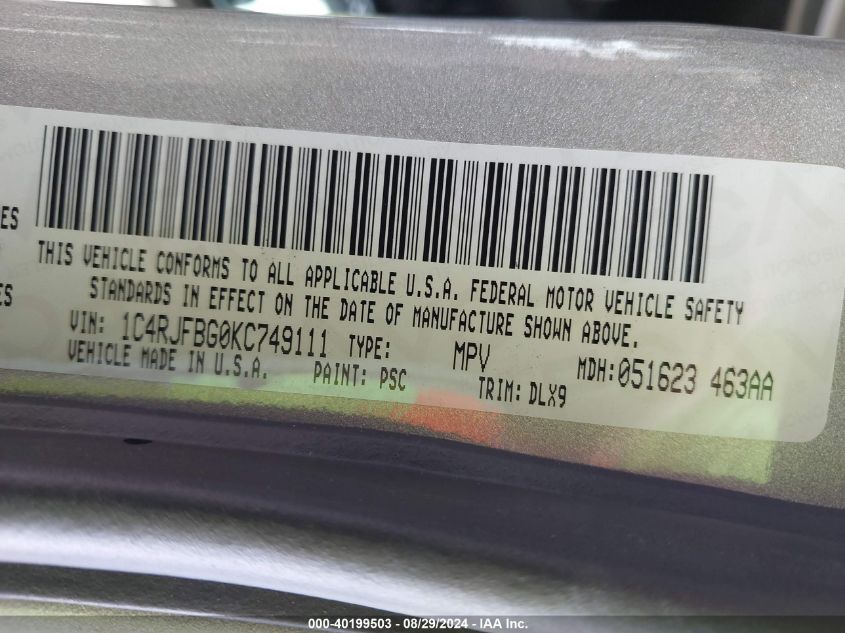 ES
THIS VEHICLE CONFORMS TO ALL APPLICABLE U.S.A. FEDERAL MOTOR VEHICLE SAFETY
ES
STANDARDS IN EFFECT ON THE DATE OF MANUFACTURE SHOWN ABOVE.
VIN: 1C4RJFBG0KC749111 TYPE: MPV MDH:051623 463AA
VEHICLE MADE IN U.S.A. PAINT: PSC TRIM: DLX9
000-40199503 - 08/29/2024 - IAA Inc.